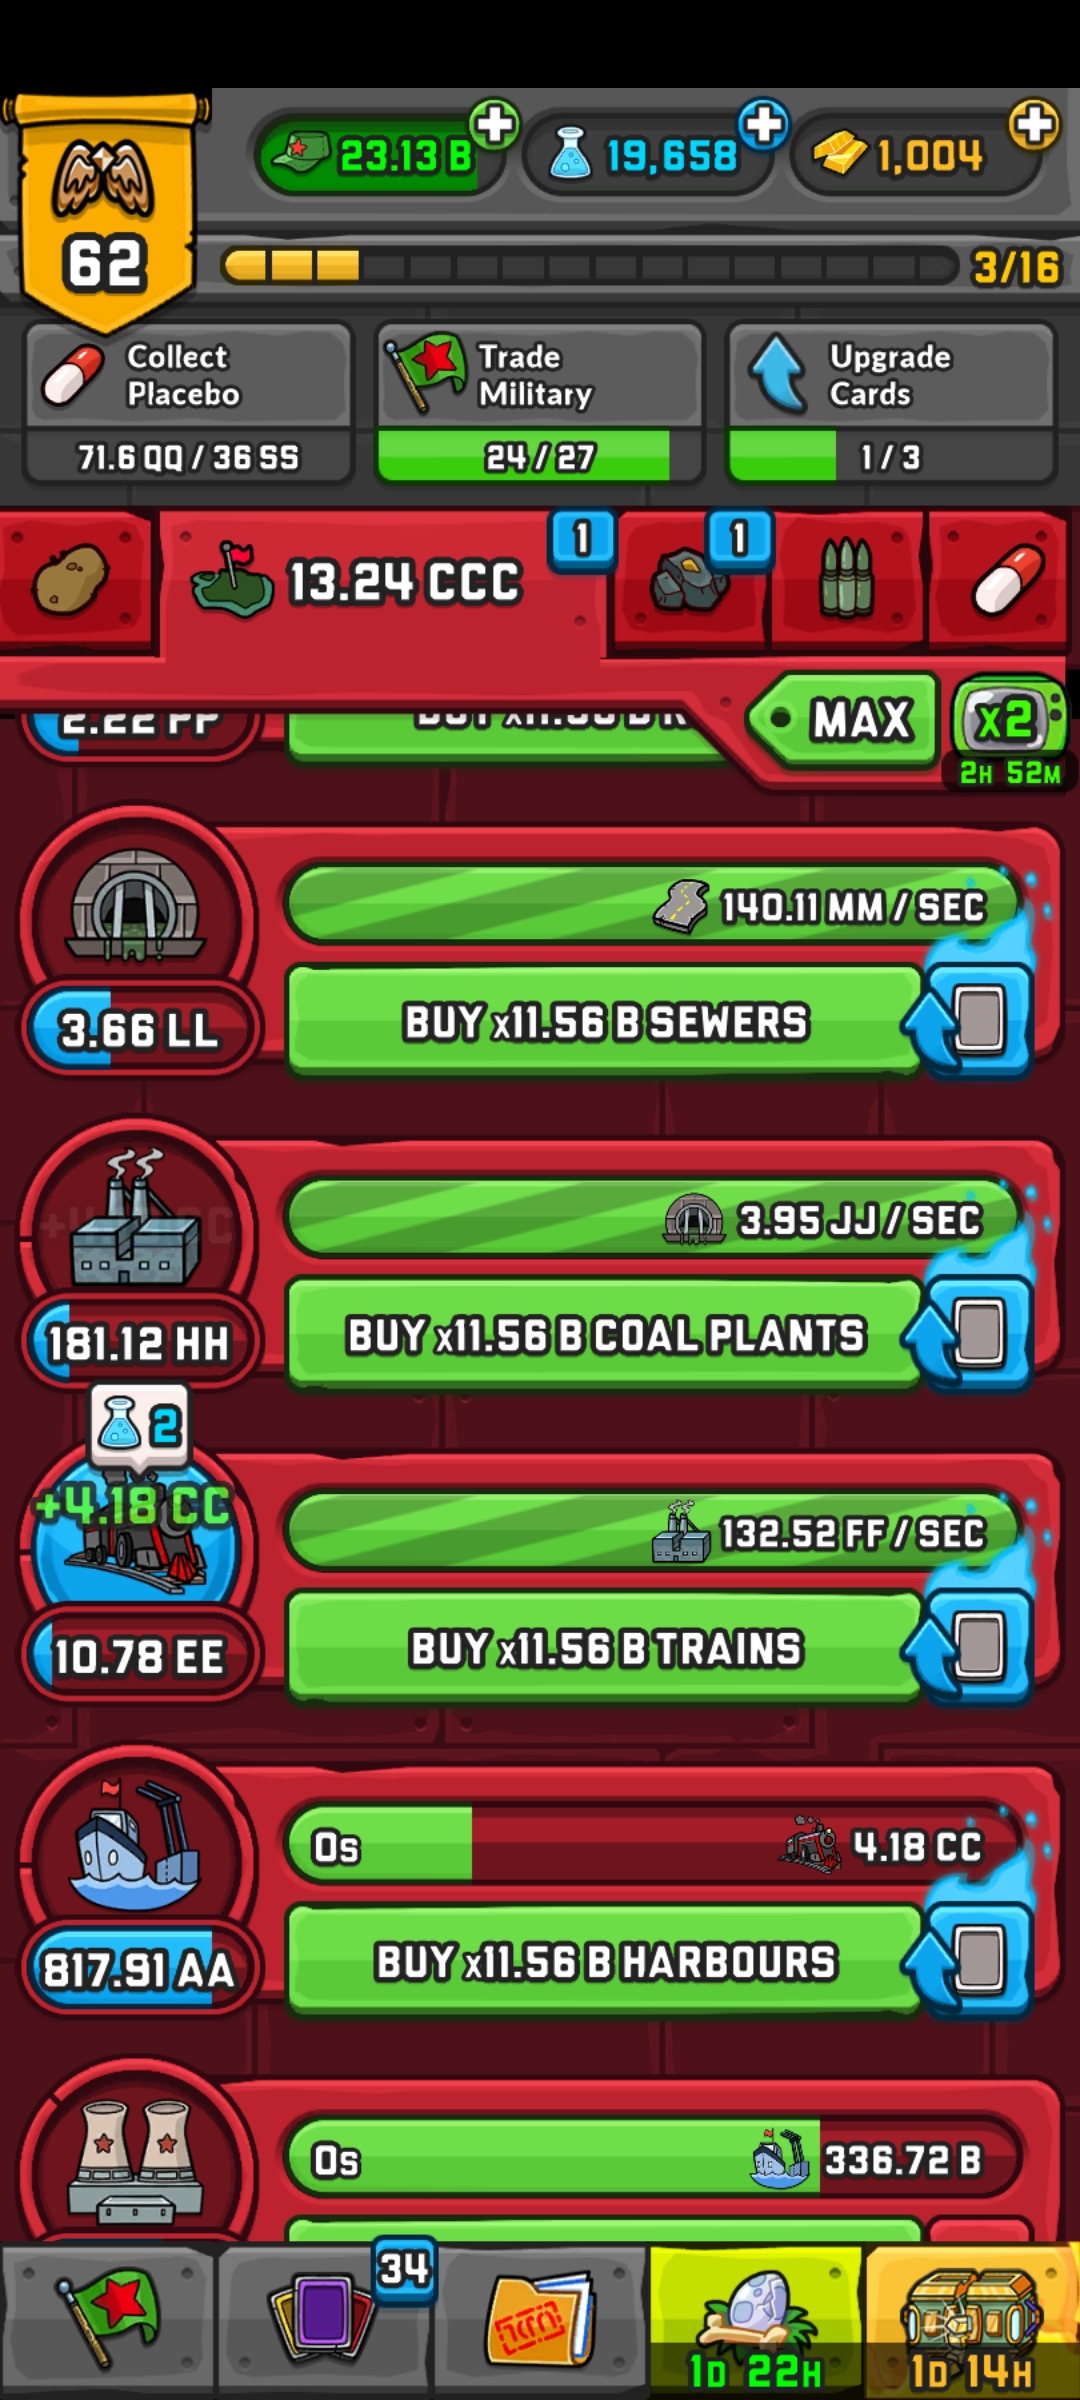 23.13 B
19,658
1,004
62
3/16
Collect
Placebo
Trade
Military
Upgrade
Cards
71.6 QQ / 36 SS
24 / 27
1 / 3
13.24 CCC
1
1
MAX
x2
2H 52M
2.22
140.11 MM / SEC
3.66 LL
BUY x11.56 B SEWERS
3.95 JJ / SEC
181.12 HH
BUY x11.56 B COAL PLANTS
2
+4.18 CC
132.52 FF / SEC
10.78 EE
BUY x11.56 B TRAINS
0s
4.18 CC
817.91 AA
BUY x11.56 B HARBOURS
0s
336.72 B
34
1D 22H
1D 14H